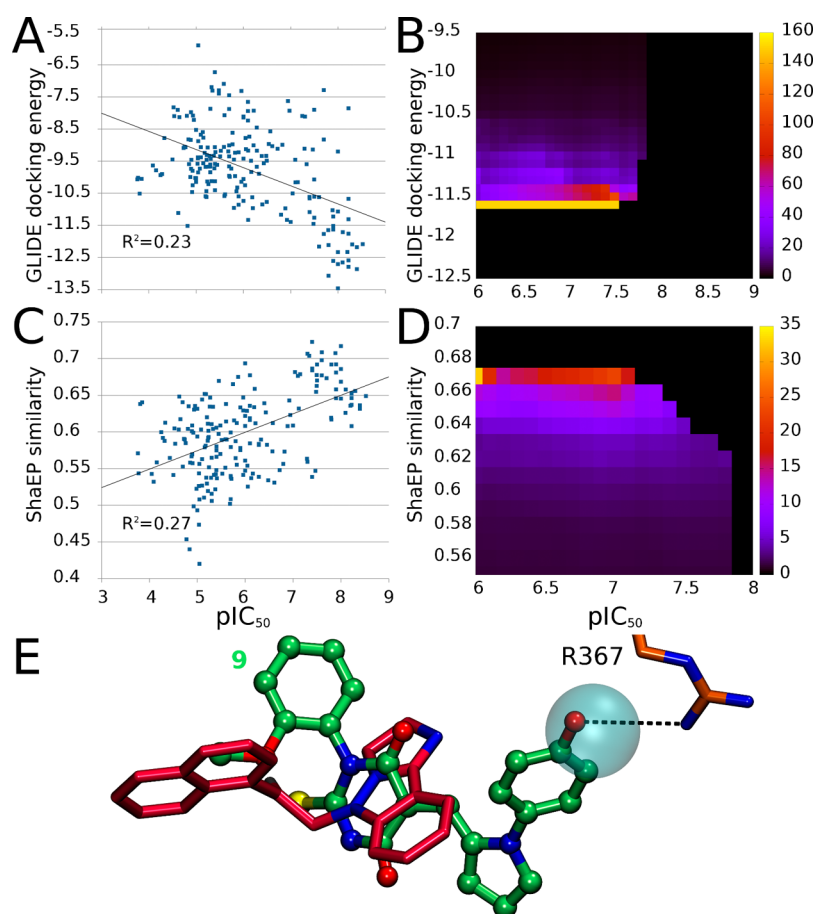 A
GLIDE docking energy
-5.5
-6.5
-7.5
-8.5
-9.5
-10.5
-11.5
-12.5
-13.5
R²=0.23
B
GLIDE docking energy
-9.5
-10
-10.5
-11
-11.5
-12
-12.5
6 6.5 7 7.5 8 8.5 9
160
140
120
100
80
60
40
20
0
C
ShaEP similarity
0.75
0.7
0.65
0.6
0.55
0.5
0.45
0.4
R²=0.27
3 4 5 6 7 8 9
pIC₅₀
D
ShaEP similarity
0.7
0.68
0.66
0.64
0.62
0.6
0.58
0.56
6 6.5 7 7.5 8
pIC₅₀
35
30
25
20
15
10
5
0
E
9
R367